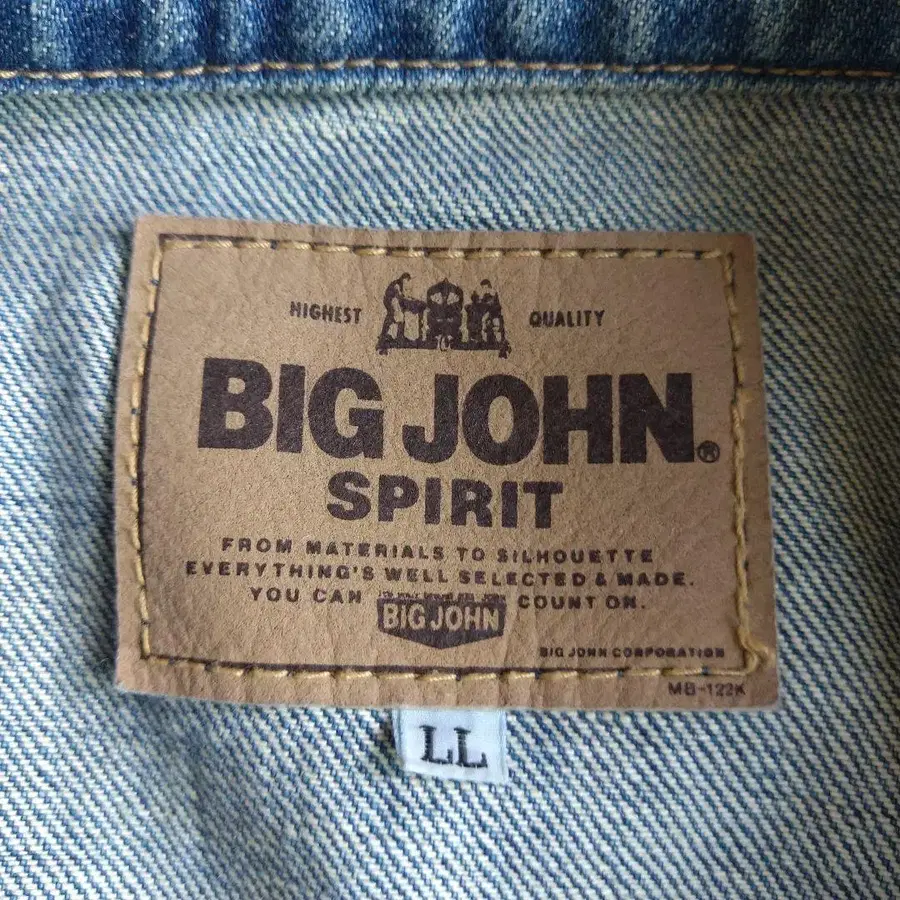 HIGHEST QUALITY
BIG JOHN®
SPIRIT
FROM MATERIALS TO SILHOUETTE
EVERYTHING'S WELL SELECTED & MADE.
YOU CAN BIG JOHN COUNT ON.
BIG JOHN CORPORATION
MB-122K
LL